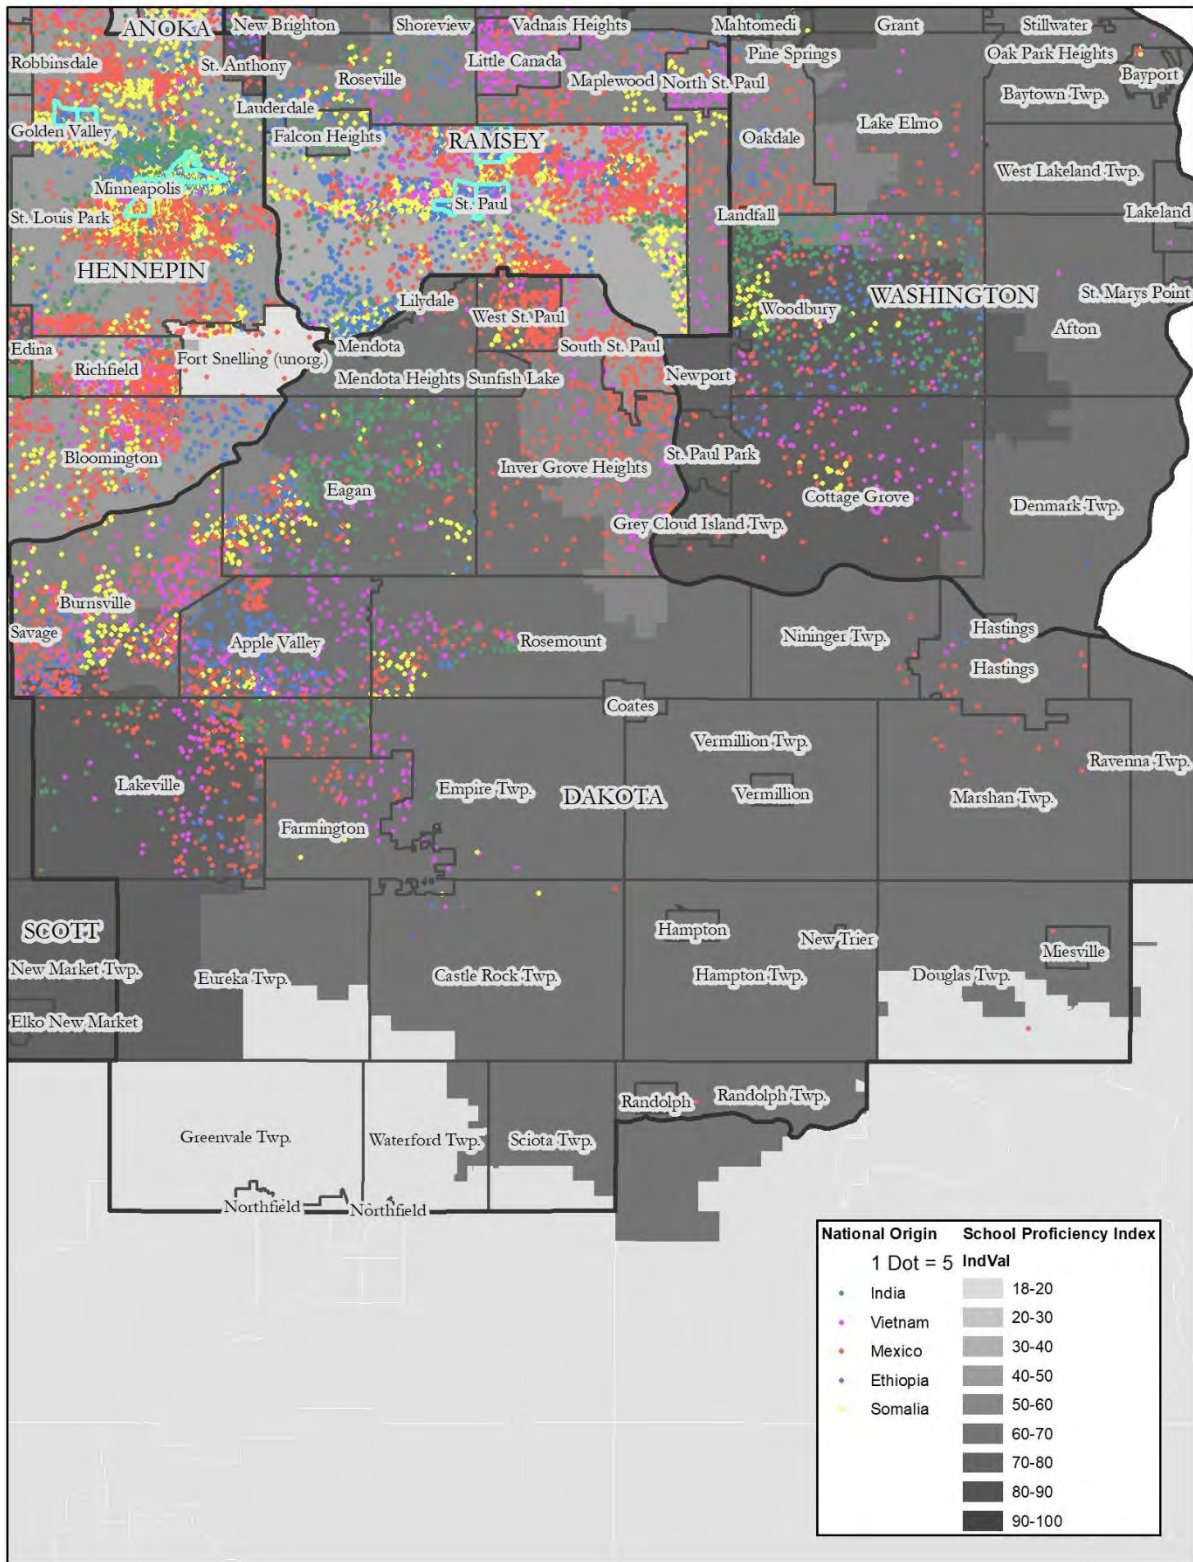 ANOKA
New Brighton
Shoreview
Vadnais Heights
Mahtomedi
Grant
Stillwater
Robbinsdale
St. Anthony
Roseville
Little Canada
Maplewood
North St. Paul
Pine Springs
Oak Park Heights
Bayport
Baytown Twp.
Lauderdale
Golden Valley
Falcon Heights
RAMSEY
Oakdale
Lake Elmo
Minneapolis
St. Paul
West Lakeland Twp.
St. Louis Park
Landfall
Lakeland
HENNEPIN
Lilydale
West St. Paul
Woodbury
WASHINGTON
St. Marys Point
Afton
Edina
Richfield
Fort Snelling (unorg.)
Mendota
South St. Paul
Mendota Heights
Sunfish Lake
Newport
Bloomington
Eagan
Inver Grove Heights
St. Paul Park
Cottage Grove
Denmark Twp.
Grey Cloud Island Twp.
Burnsville
Savage
Apple Valley
Rosemount
Nininger Twp.
Hastings
Hastings
Coates
Vermillion Twp.
Ravenna Twp.
Lakeville
Empire Twp.
DAKOTA
Vermillion
Marshan Twp.
Farmington
SCOTT
Hampton
New Trier
Miesville
New Market Twp.
Eureka Twp.
Castle Rock Twp.
Hampton Twp.
Douglas Twp.
Elko New Market
Randolph
Randolph Twp.
Greenvale Twp.
Waterford Twp.
Sciota Twp.
Northfield
Northfield
National Origin
1 Dot = 5
India
Vietnam
Mexico
Ethiopia
Somalia
School Proficiency Index
IndVal
18-20
20-30
30-40
40-50
50-60
60-70
70-80
80-90
90-100